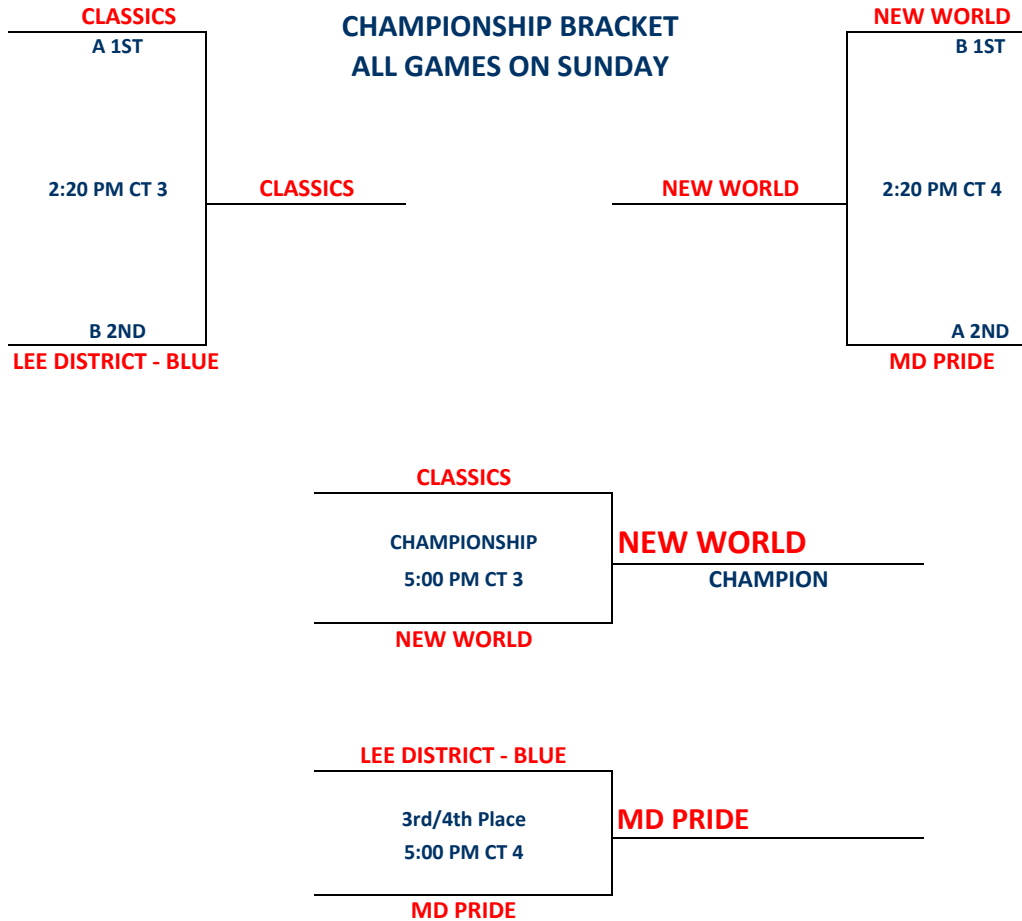 CLASSICS
A 1ST
CHAMPIONSHIP BRACKET
ALL GAMES ON SUNDAY
NEW WORLD
B 1ST
2:20 PM CT 3
CLASSICS
NEW WORLD
2:20 PM CT 4
B 2ND
LEE DISTRICT - BLUE
A 2ND
MD PRIDE
CLASSICS
CHAMPIONSHIP
5:00 PM CT 3
NEW WORLD
NEW WORLD
CHAMPION
LEE DISTRICT - BLUE
3rd/4th Place
5:00 PM CT 4
MD PRIDE
MD PRIDE